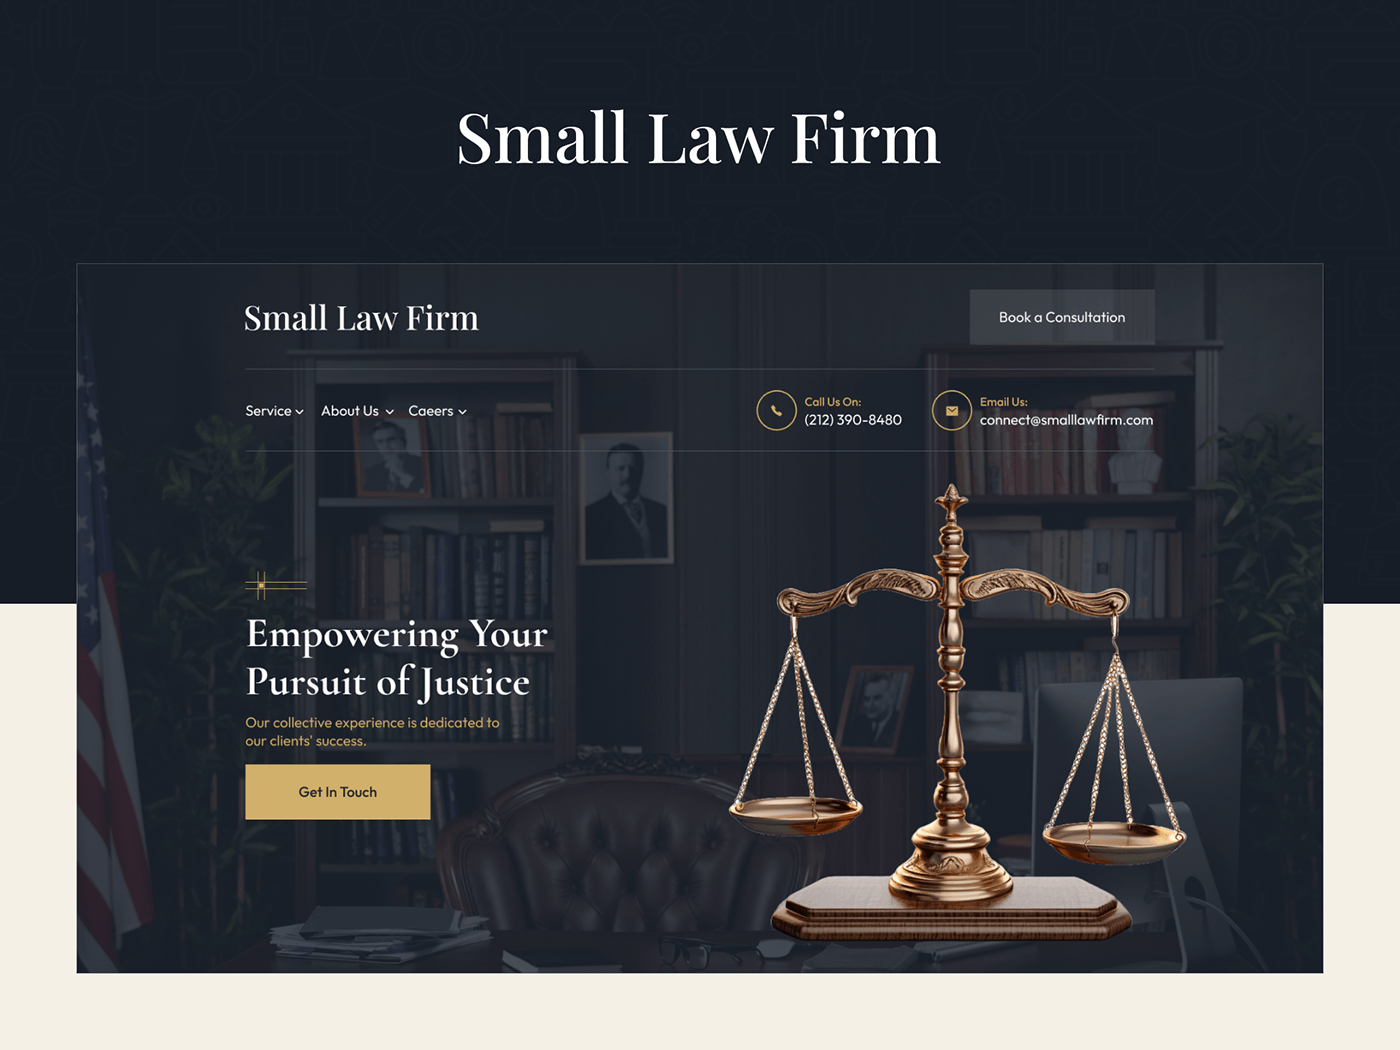 Small Law Firm
Small Law Firm
Book a Consultation
Service
About Us
Caeers
Call Us On:
(212) 390-8480
Email Us:
connect@smalllawfirm.com
Empowering Your
Pursuit of Justice
Our collective experience is dedicated to
our clients' success.
Get In Touch